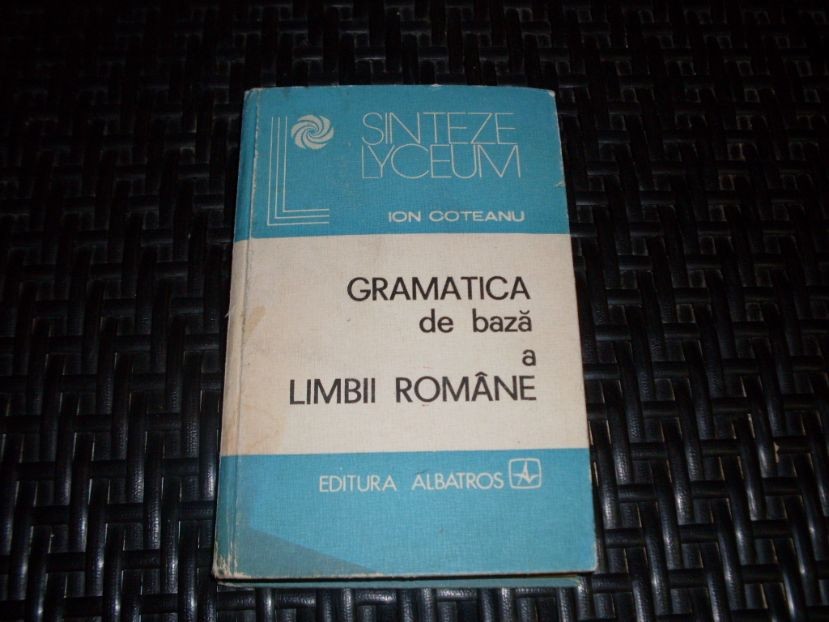 SINTEZE
LYCEUM
ION COTEANU
GRAMATICA
de bază
a
LIMBII ROMÂNE
EDITURA ALBATROS